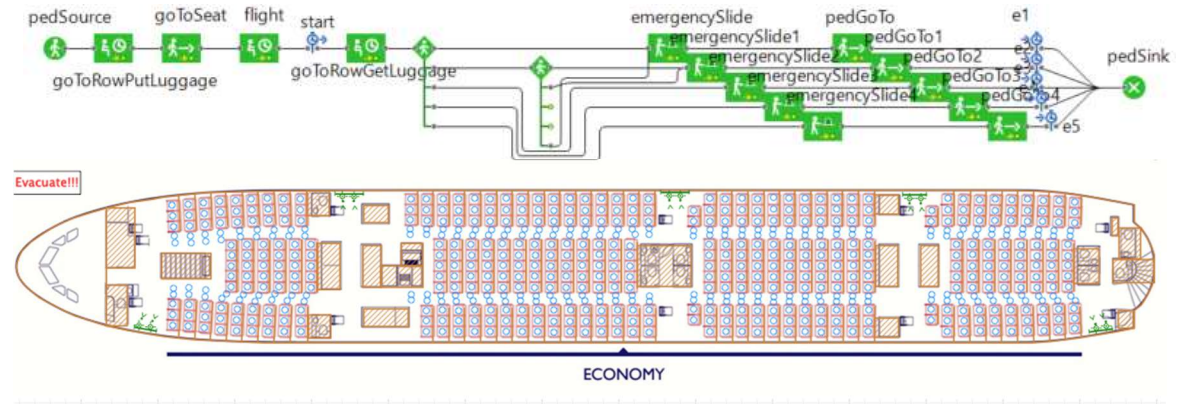 pedSource
goToSeat
flight
start
emergencySlide
pedGoTo
e1
emergencySlide1
pedGoTo1
emergencySlide2
pedGoTo2
pedSink
goToRowPutLuggage
goToRowGetLuggage
emergencySlide3
pedGoTo3
emergencySlide4
pedGoTo4
e5
Evacuate!!!
ECONOMY